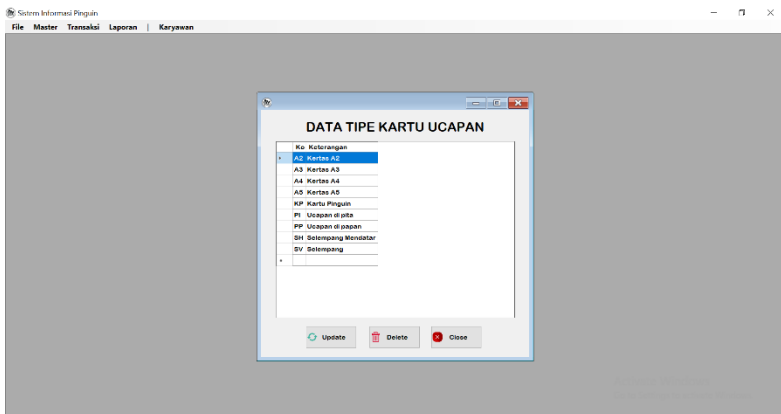 Sistem Informasi Pinguin
File Master Transaksi Laporan | Karyawan
DATA TIPE KARTU UCAPAN
Ko Keterangan
A2 Kertas A2
A3 Kertas A3
A4 Kertas A4
A5 Kertas A5
KP Kartu Pinguin
PI Ucapan di pita
PP Ucapan di papan
SH Selempang Mendatar
SV Selempang
Update Delete Close